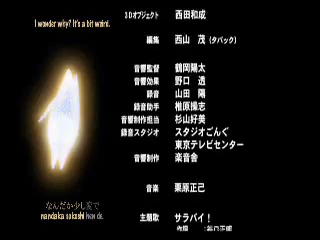 I wonder why? It's a bit weird.
3Dオブジェクト 西田和成
編集 西山 茂 (タバック)
音響監督 鶴岡陽太
音響効果 野口 透
録音 山田 陽
録音助手 椎原操志
音響制作担当 杉山好美
録音スタジオ スタジオごんぐ
東京テレビセンター
音響制作 楽音舎
音楽 栗原正己
主題歌 サラバイ!
なんだか少し変で
nandaka sukoshi hen de